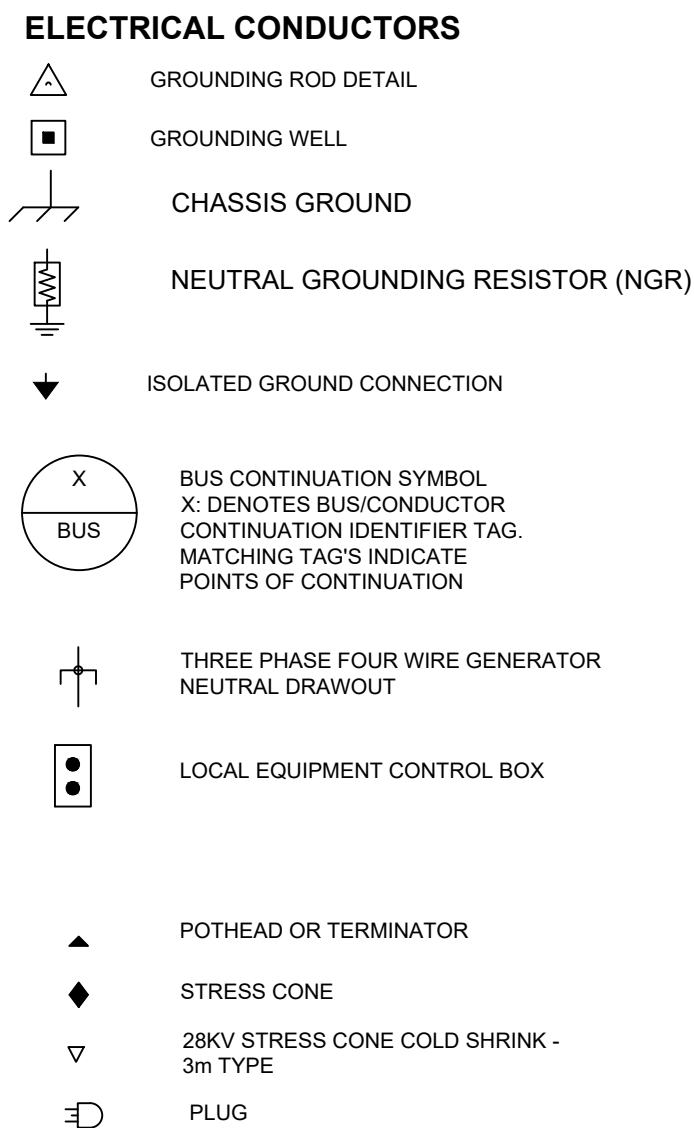 ELECTRICAL CONDUCTORS
GROUNDING ROD DETAIL
GROUNDING WELL
CHASSIS GROUND
NEUTRAL GROUNDING RESISTOR (NGR)
ISOLATED GROUND CONNECTION
X
BUS
BUS CONTINUATION SYMBOL
X: DENOTES BUS/CONDUCTOR
CONTINUATION IDENTIFIER TAG.
MATCHING TAG'S INDICATE
POINTS OF CONTINUATION
THREE PHASE FOUR WIRE GENERATOR
NEUTRAL DRAWOUT
LOCAL EQUIPMENT CONTROL BOX
POTHEAD OR TERMINATOR
STRESS CONE
28KV STRESS CONE COLD SHRINK -
3m TYPE
PLUG